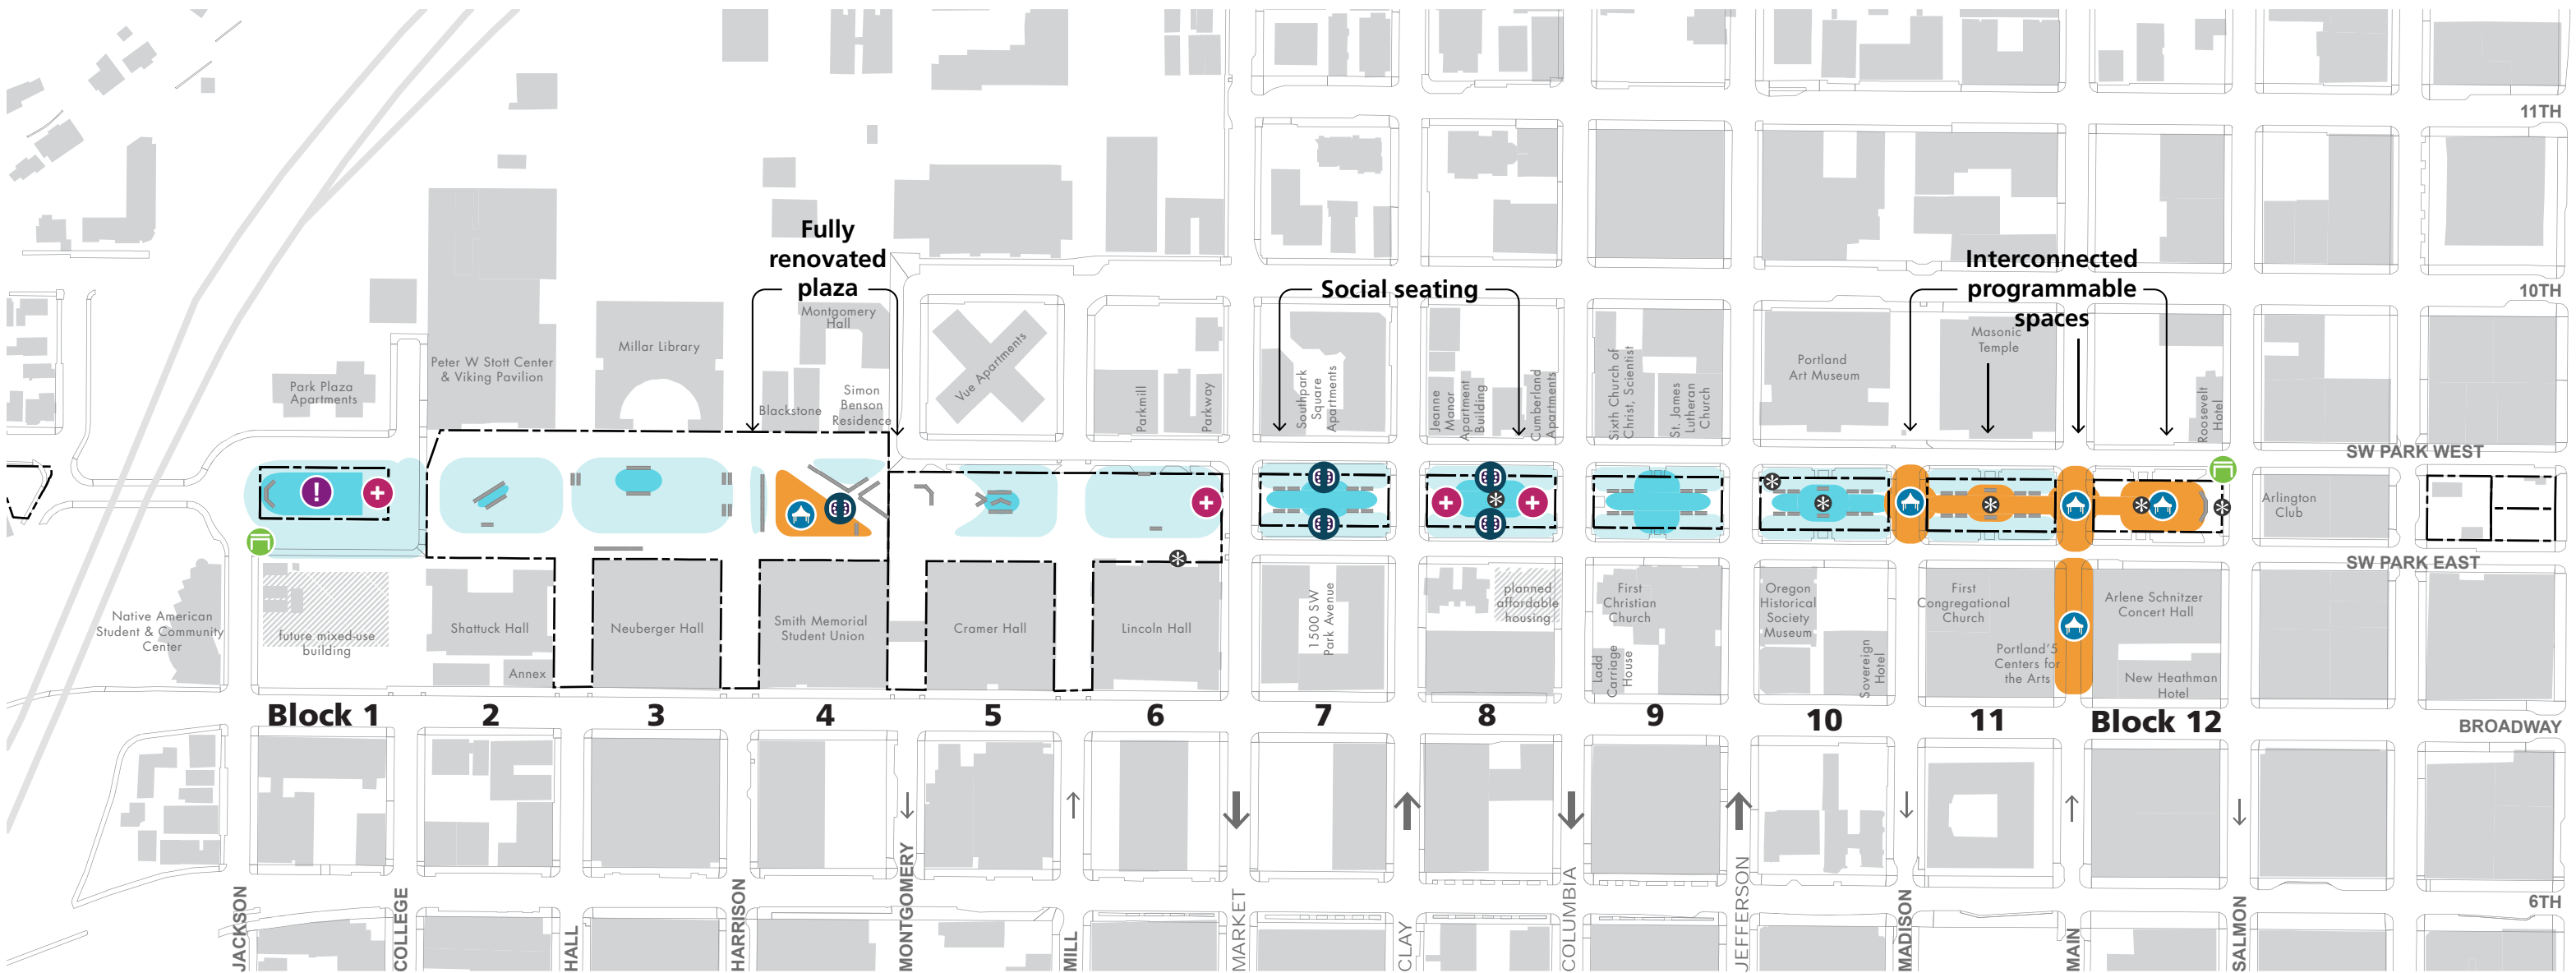 11TH
Fully
renovated
plaza
Interconnected
programmable
spaces
Social seating
10TH
Montgomery
Hall
Masonic
Temple
Millar Library
Peter W Stott Center
& Viking Pavilion
Park Plaza
Apartments
Blackstone
Simon
Benson
Residence
Vue Apartments
Parkmill
Parkway
Southpark
Square
Apartments
Jeanne
Manor
Apartment
Building
Cumberland
Apartments
Sixth Church of
Christ, Scientist
St. James
Lutheran
Church
Portland
Art Museum
Roosevelt
Hotel
SW PARK WEST
!
+
+
+
+
*
*
*
*
*
*
*
Arlington
Club
SW PARK EAST
Native American
Student & Community
Center
future mixed-use
building
Shattuck Hall
Annex
Neuberger Hall
Smith Memorial
Student Union
Cramer Hall
Lincoln Hall
1500 SW
Park Avenue
planned
affordable
housing
First
Christian
Church
Ladd
Carriage
House
Oregon
Historical
Society
Museum
Sovereign
Hotel
First
Congregational
Church
Portland'5
Centers for
the Arts
Arlene Schnitzer
Concert Hall
New Heathman
Hotel
Block 1
2
3
4
5
6
7
8
9
10
11
Block 12
BROADWAY
JACKSON
COLLEGE
HALL
HARRISON
MONTGOMERY
MILL
MARKET
CLAY
COLUMBIA
JEFFERSON
MADISON
MAIN
SALMON
6TH